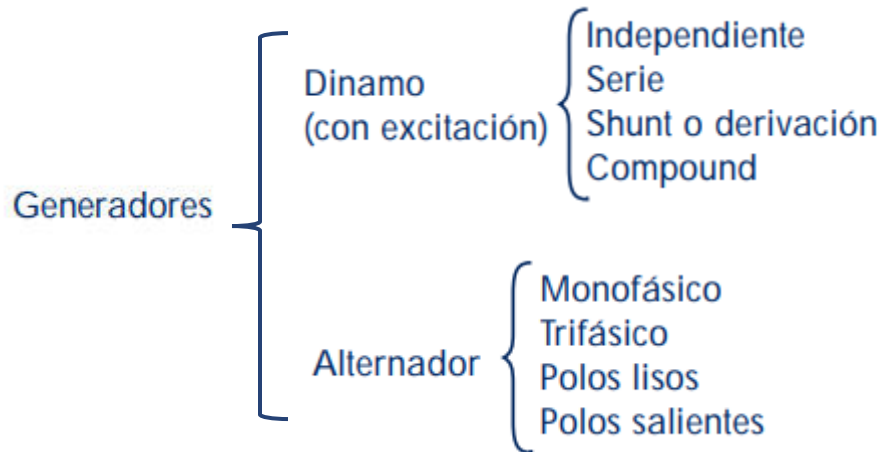 Generadores
Dinamo
(con excitación)
Independiente
Serie
Shunt o derivación
Compound
Alternador
Monofásico
Trifásico
Polos lisos
Polos salientes